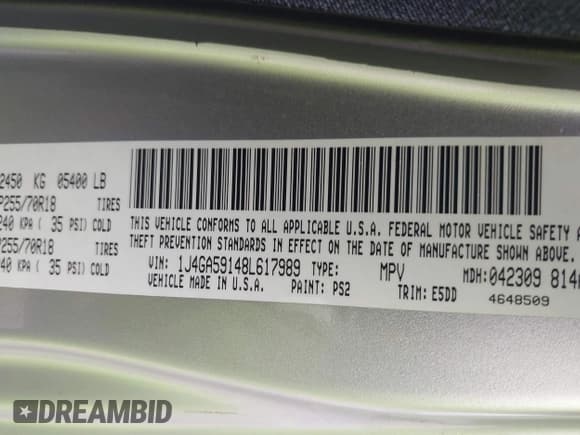 2450 KG 05400 LB
P255/70R18 TIRES
240 KPA ( 35 PSI) COLD
P255/70R18 TIRES
240 KPA ( 35 PSI) COLD
THIS VEHICLE CONFORMS TO ALL APPLICABLE U.S.A. FEDERAL MOTOR VEHICLE SAFETY
THEFT PREVENTION STANDARDS IN EFFECT ON THE DATE OF MANUFACTURE SHOWN ABOVE.
VIN: 1J4GA59148L617989 TYPE: MPV MDH: 042309 814
VEHICLE MADE IN U.S.A. PAINT: PS2 TRIM: E5DD
4648509
DREAMBID